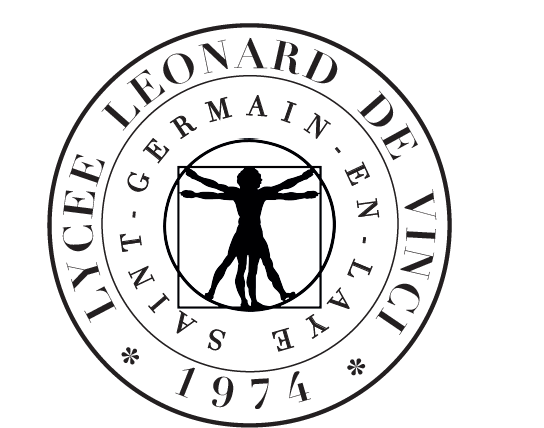 LYCEE LEONARD DE VINCI
SAINT-GERMAIN-EN-LAYE
* 1974 *